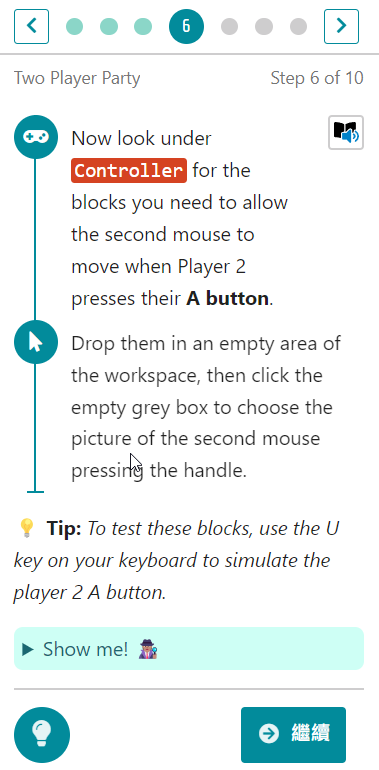 6
Two Player Party
Step 6 of 10
Now look under
Controller for the
blocks you need to allow
the second mouse to
move when Player 2
presses their A button.
Drop them in an empty area of
the workspace, then click the
empty grey box to choose the
picture of the second mouse
pressing the handle.
Tip: To test these blocks, use the U
key on your keyboard to simulate the
player 2 A button.
Show me!
繼續